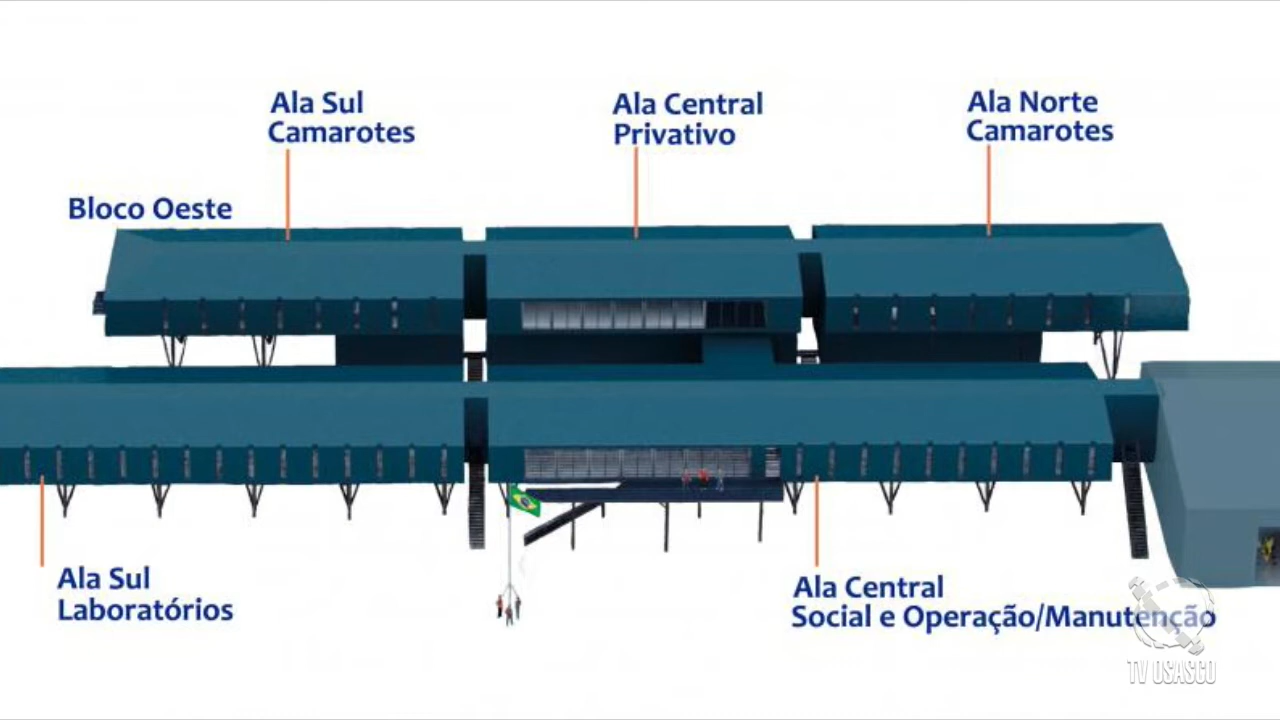 Ala Sul
Camarotes
Ala Central
Privativo
Ala Norte
Camarotes
Bloco Oeste
Ala Sul
Laboratórios
Ala Central
Social e Operação/Manutenção
TV OSASCO